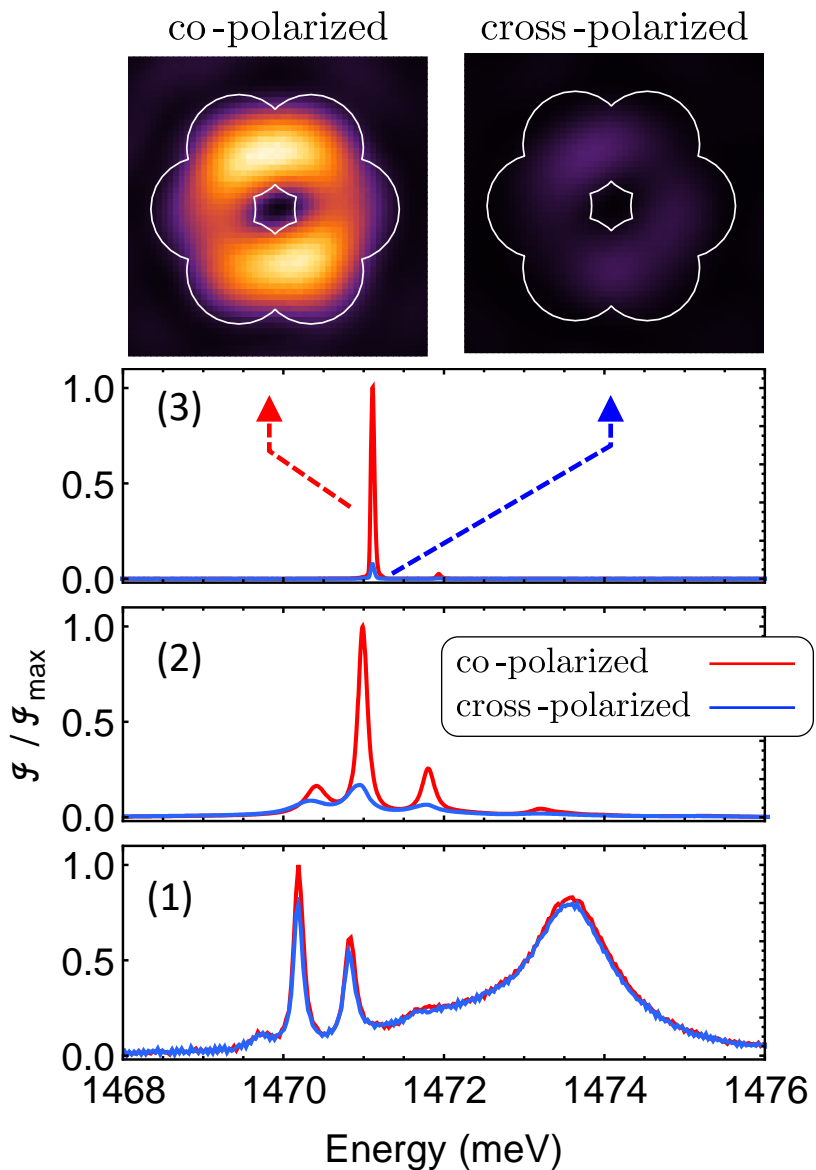 co-polarized cross-polarized
1.0
(3)
0.5
0.0
1.0
(2)
co-polarized
cross-polarized
0.5
0.0
1.0
(1)
0.5
0.0
1468 1470 1472 1474 1476
Energy (meV)
ℐ / ℐmax